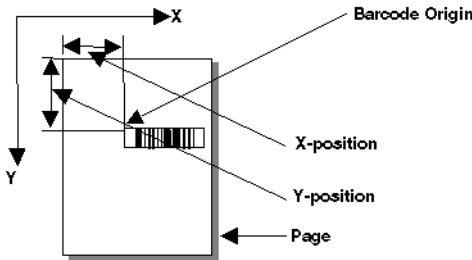 X
Barcode Origin
X-position
Y
Y-position
Page